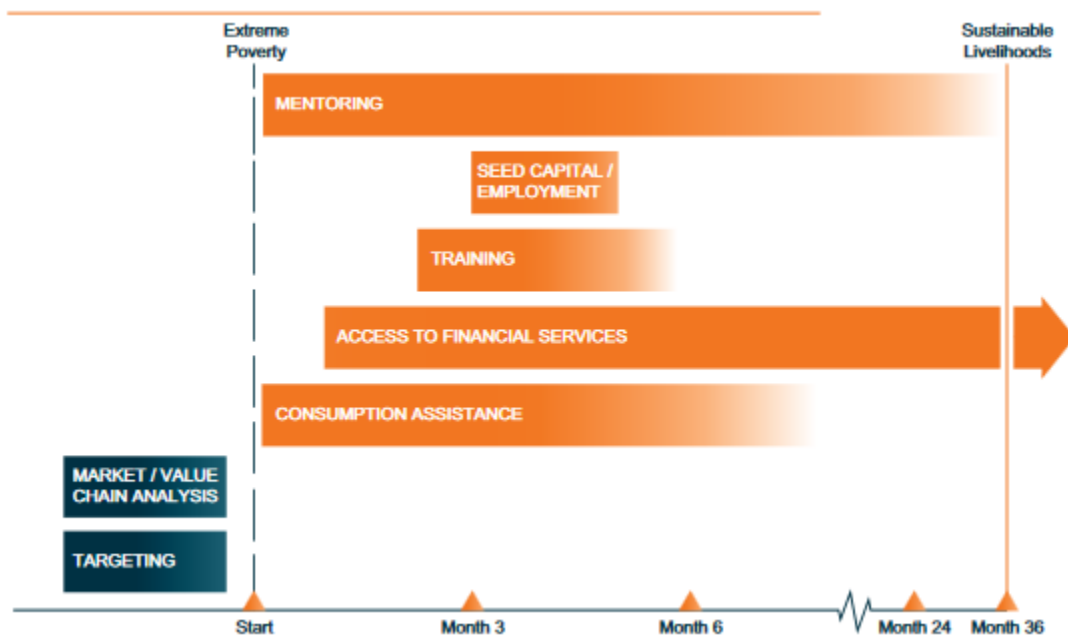 Extreme
Poverty
Sustainable
Livelihoods
MENTORING
SEED CAPITAL /
EMPLOYMENT
TRAINING
ACCESS TO FINANCIAL SERVICES
CONSUMPTION ASSISTANCE
MARKET / VALUE
CHAIN ANALYSIS
TARGETING
Start
Month 3
Month 6
Month 24
Month 36